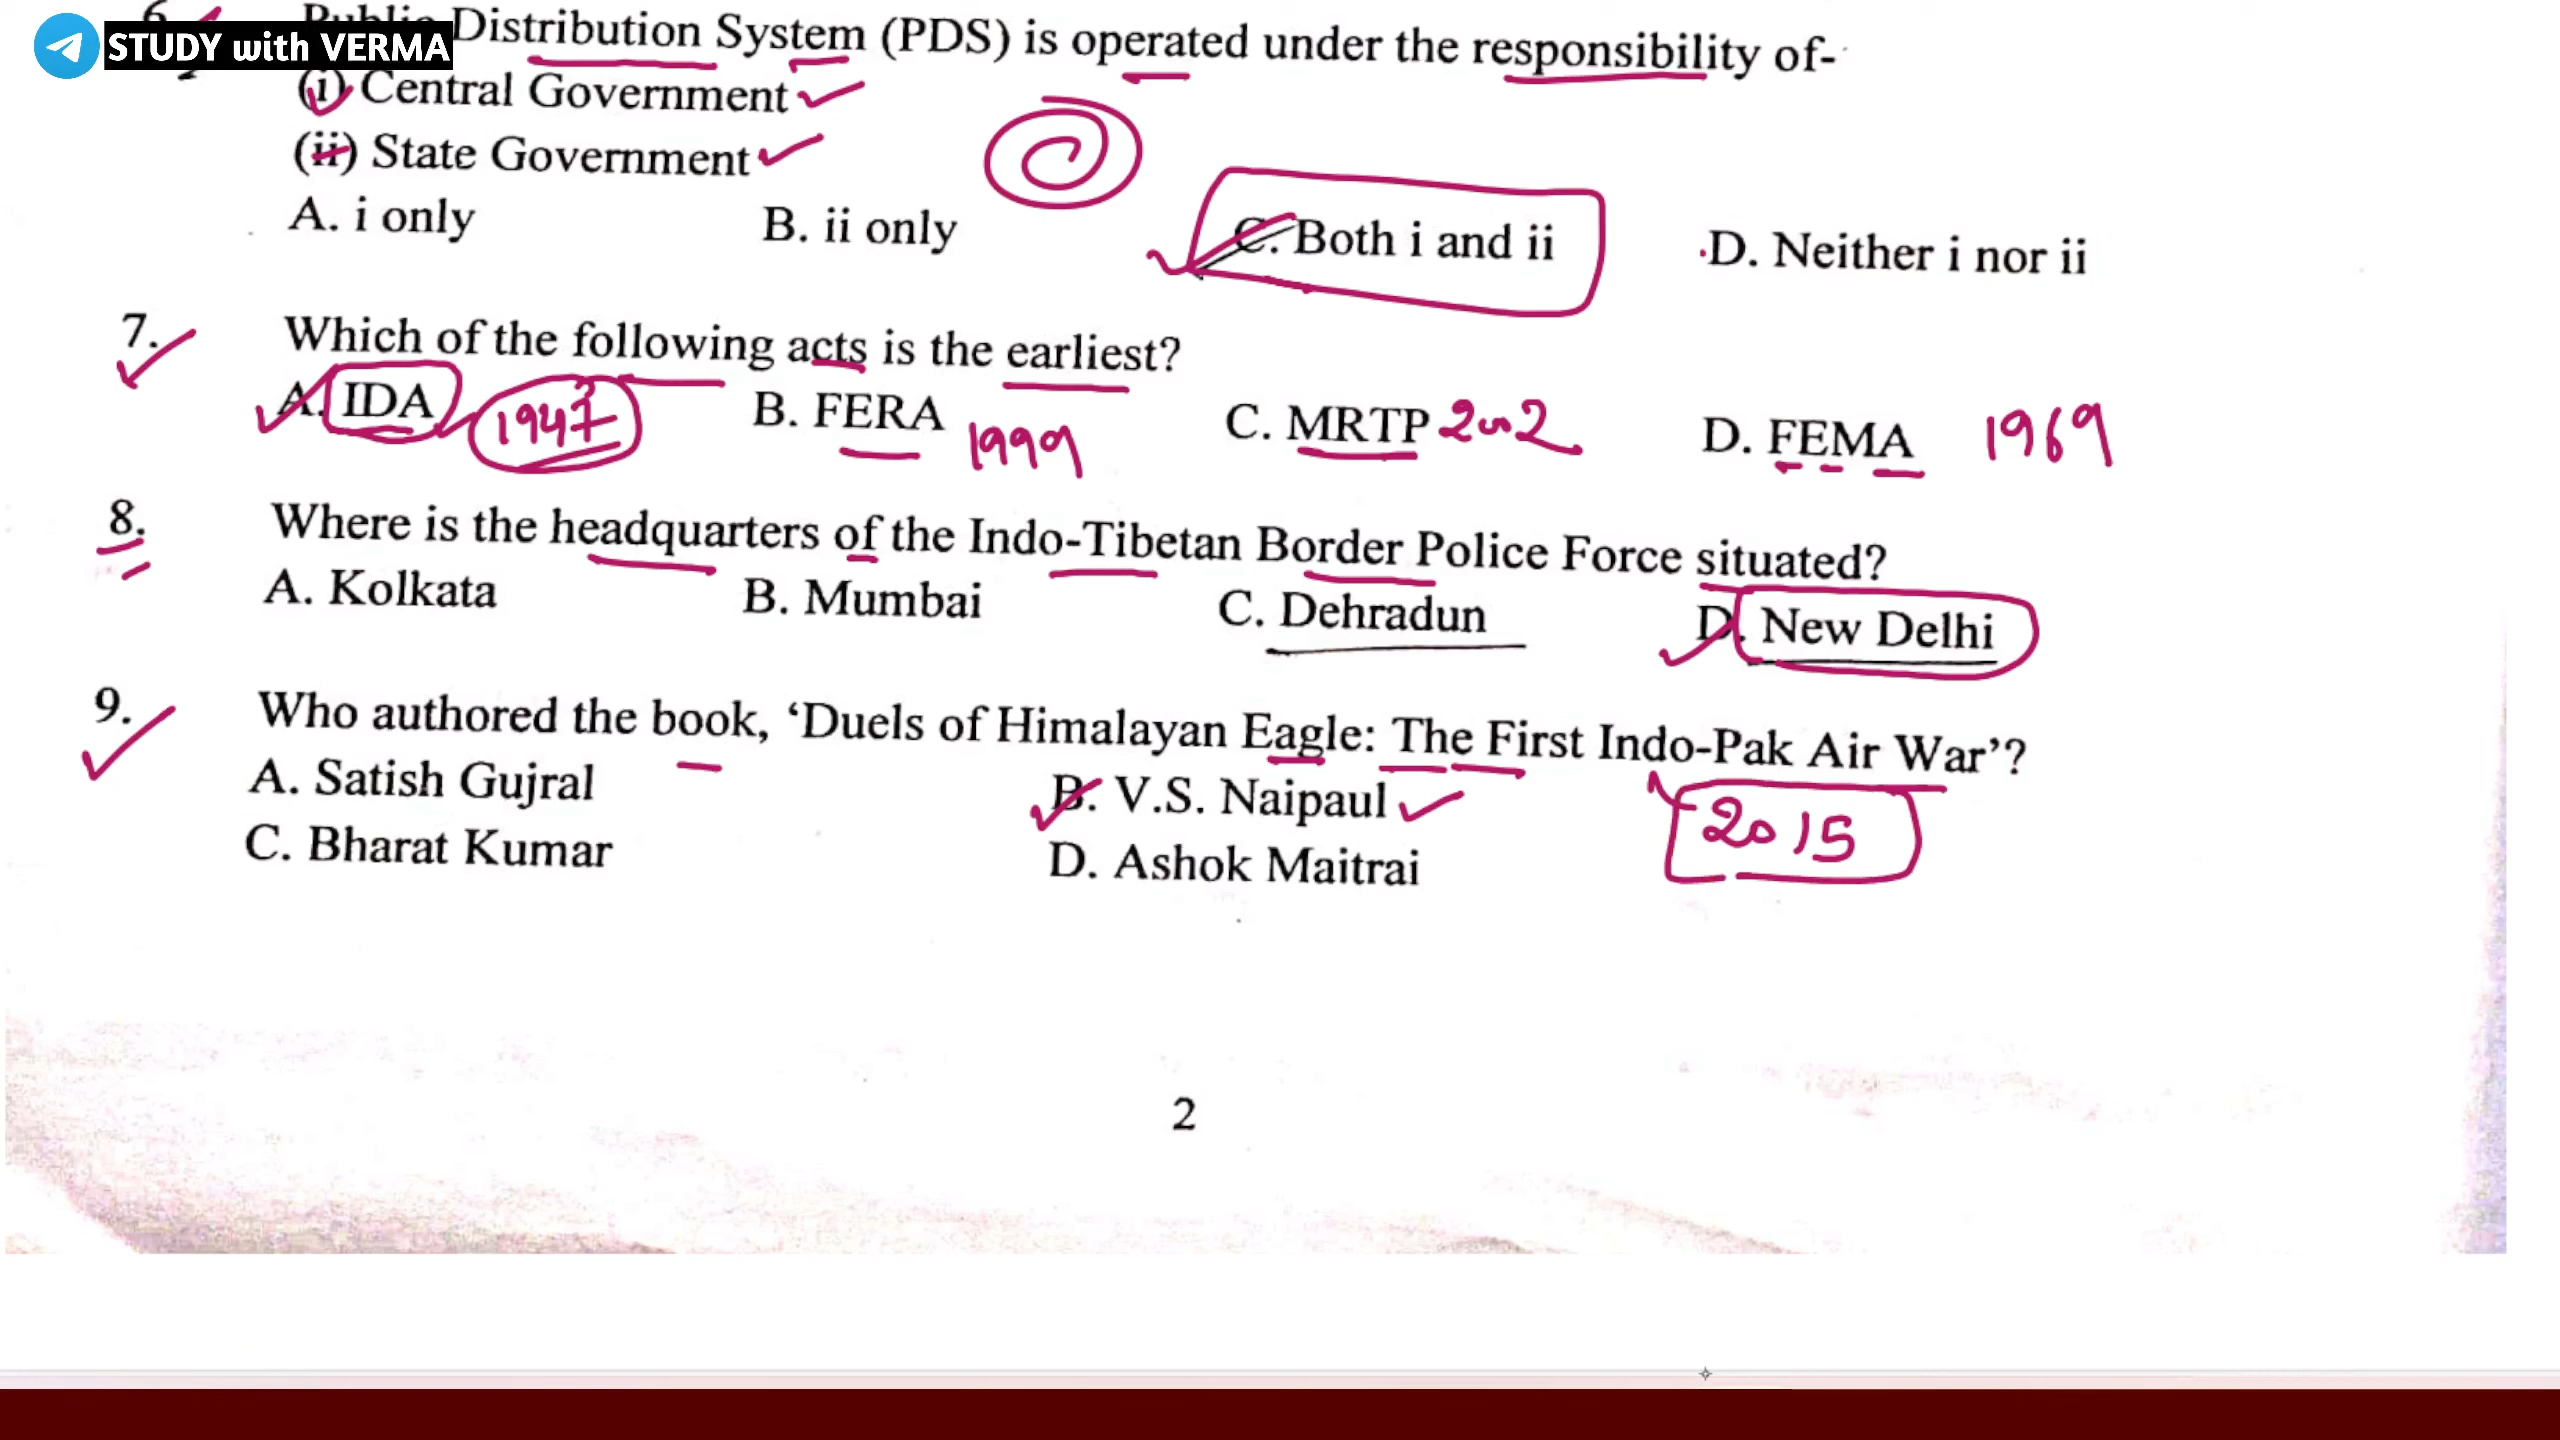 6.
STUDY with VERMA Distribution System (PDS) is operated under the responsibility of-
(i) Central Government
(ii) State Government
A. i only B. ii only C. Both i and ii D. Neither i nor ii
7. Which of the following acts is the earliest?
A. IDA 1947 B. FERA 1999 C. MRTP 2002 D. FEMA 1969
8. Where is the headquarters of the Indo-Tibetan Border Police Force situated?
A. Kolkata B. Mumbai C. Dehradun D. New Delhi
9. Who authored the book, ‘Duels of Himalayan Eagle: The First Indo-Pak Air War’?
A. Satish Gujral B. V.S. Naipaul 2015
C. Bharat Kumar D. Ashok Maitrai
2